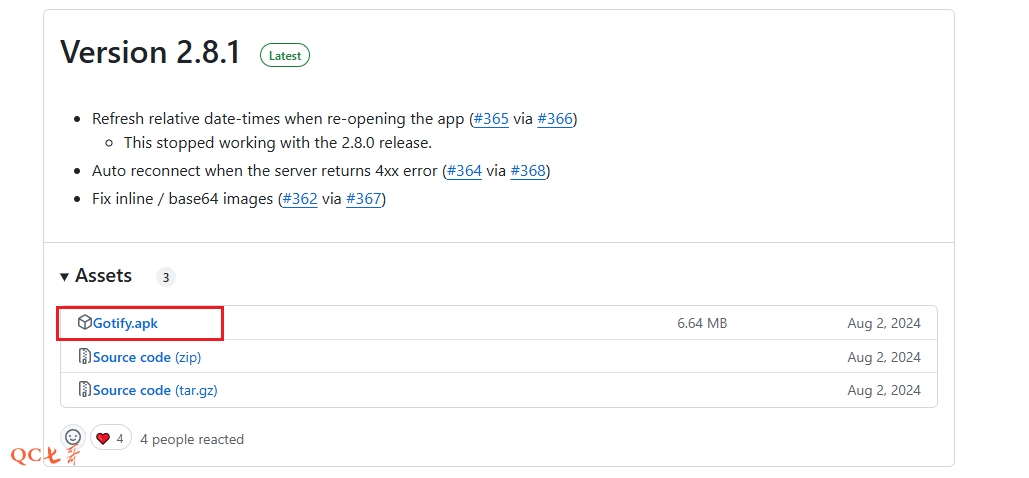 Version 2.8.1 Latest
Refresh relative date-times when re-opening the app (#365 via #366)
This stopped working with the 2.8.0 release.
Auto reconnect when the server returns 4xx error (#364 via #368)
Fix inline / base64 images (#362 via #367)
Assets 3
Gotify.apk 6.64 MB Aug 2, 2024
Source code (zip) Aug 2, 2024
Source code (tar.gz) Aug 2, 2024
4 4 people reacted
QC七哥